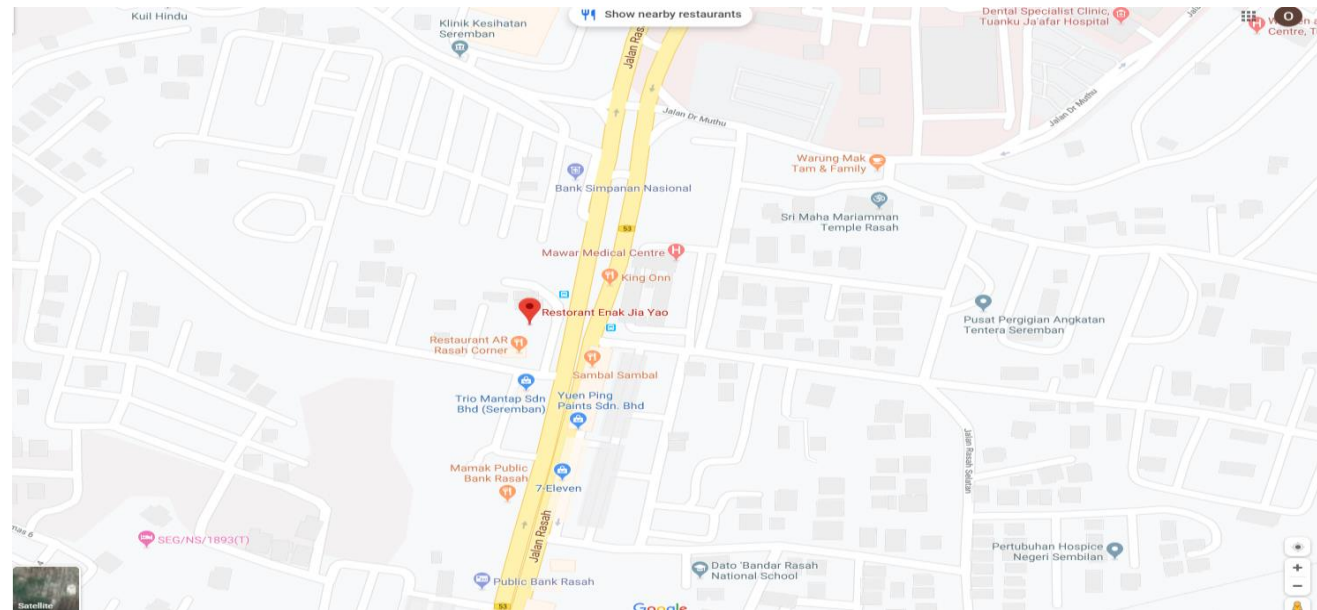 Kuil Hindu
Klinik Kesihatan
Seremban
Show nearby restaurants
Dental Specialist Clinic,
Tuanku Ja'afar Hospital
O
Centre, T
Jalan Ras
Jalan Dr Muthu
Jalan Dr Muthu
Warung Mak
Tam & Family
Bank Simpanan Nasional
Sri Maha Mariamman
Temple Rasah
53
Mawar Medical Centre
King Onn
Restorant Enak Jia Yao
Pusat Pergigian Angkatan
Tentera Seremban
Restaurant AR
Rasah Corner
Sambal Sambal
Trio Mantap Sdn
Bhd (Seremban)
Yuen Ping
Paints Sdn. Bhd
Jalan Rasah Selatan
Mamak Public
Bank Rasah
7-Eleven
Jalan Rasah
SEG/NS/1893(T)
Pertubuhan Hospice
Negeri Sembilan
Dato 'Bandar Rasah
National School
Public Bank Rasah
Satellite
53
Google